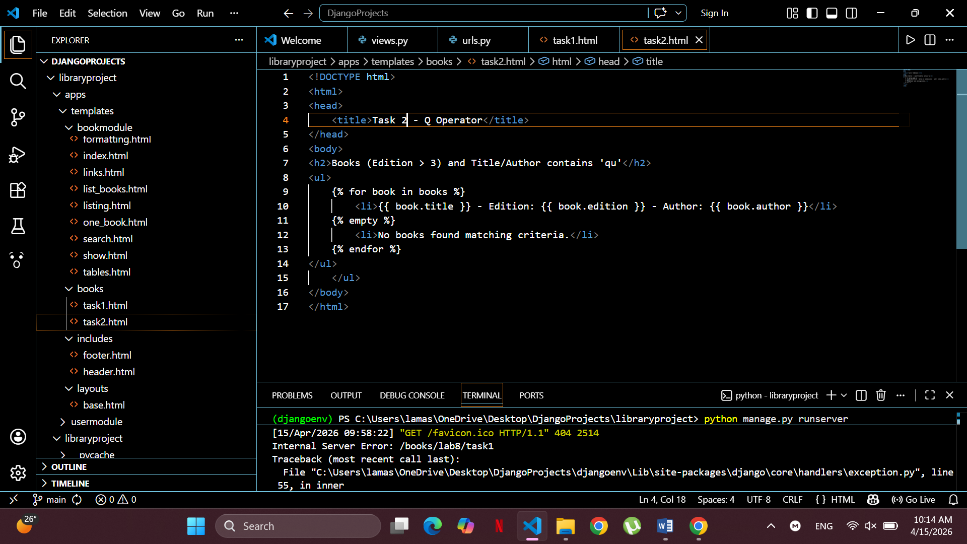 File Edit Selection View Go Run ··· DjangoProjects Sign In
EXPLORER ···
DJANGOPROJECTS
libraryproject
apps
templates
bookmodule
formatting.html
index.html
links.html
list_books.html
listing.html
one_book.html
search.html
show.html
tables.html
books
task1.html
task2.html
includes
footer.html
header.html
layouts
base.html
usermodule
libraryproject
__pycache__
OUTLINE
TIMELINE
Welcome views.py urls.py task1.html task2.html
libraryproject > apps > templates > books > task2.html > html > head > title
1 <!DOCTYPE html>
2 <html>
3 <head>
4 <title>Task 2 - Q Operator</title>
5 </head>
6 <body>
7 <h2>Books (Edition > 3) and Title/Author contains 'qu'</h2>
8 <ul>
9 {% for book in books %}
10 <li>{{ book.title }} - Edition: {{ book.edition }} - Author: {{ book.author }}</li>
11 {% empty %}
12 <li>No books found matching criteria.</li>
13 {% endfor %}
14 </ul>
15 </ul>
16 </body>
17 </html>
PROBLEMS OUTPUT DEBUG CONSOLE TERMINAL PORTS python - libraryproject
(djangoenv) PS C:\Users\lamas\OneDrive\Desktop\DjangoProjects\libraryproject> python manage.py runserver
[15/Apr/2026 09:58:22] "GET /favicon.ico HTTP/1.1" 404 2514
Internal Server Error: /books/lab8/task1
Traceback (most recent call last):
File "C:\Users\lamas\OneDrive\Desktop\DjangoProjects\djangoenv\Lib\site-packages\django\core\handlers\exception.py", line
55, in inner
main 0 0 Ln 4, Col 18 Spaces: 4 UTF 8 CRLF {} HTML Go Live
26° Search ENG 10:14 AM
4/15/2026